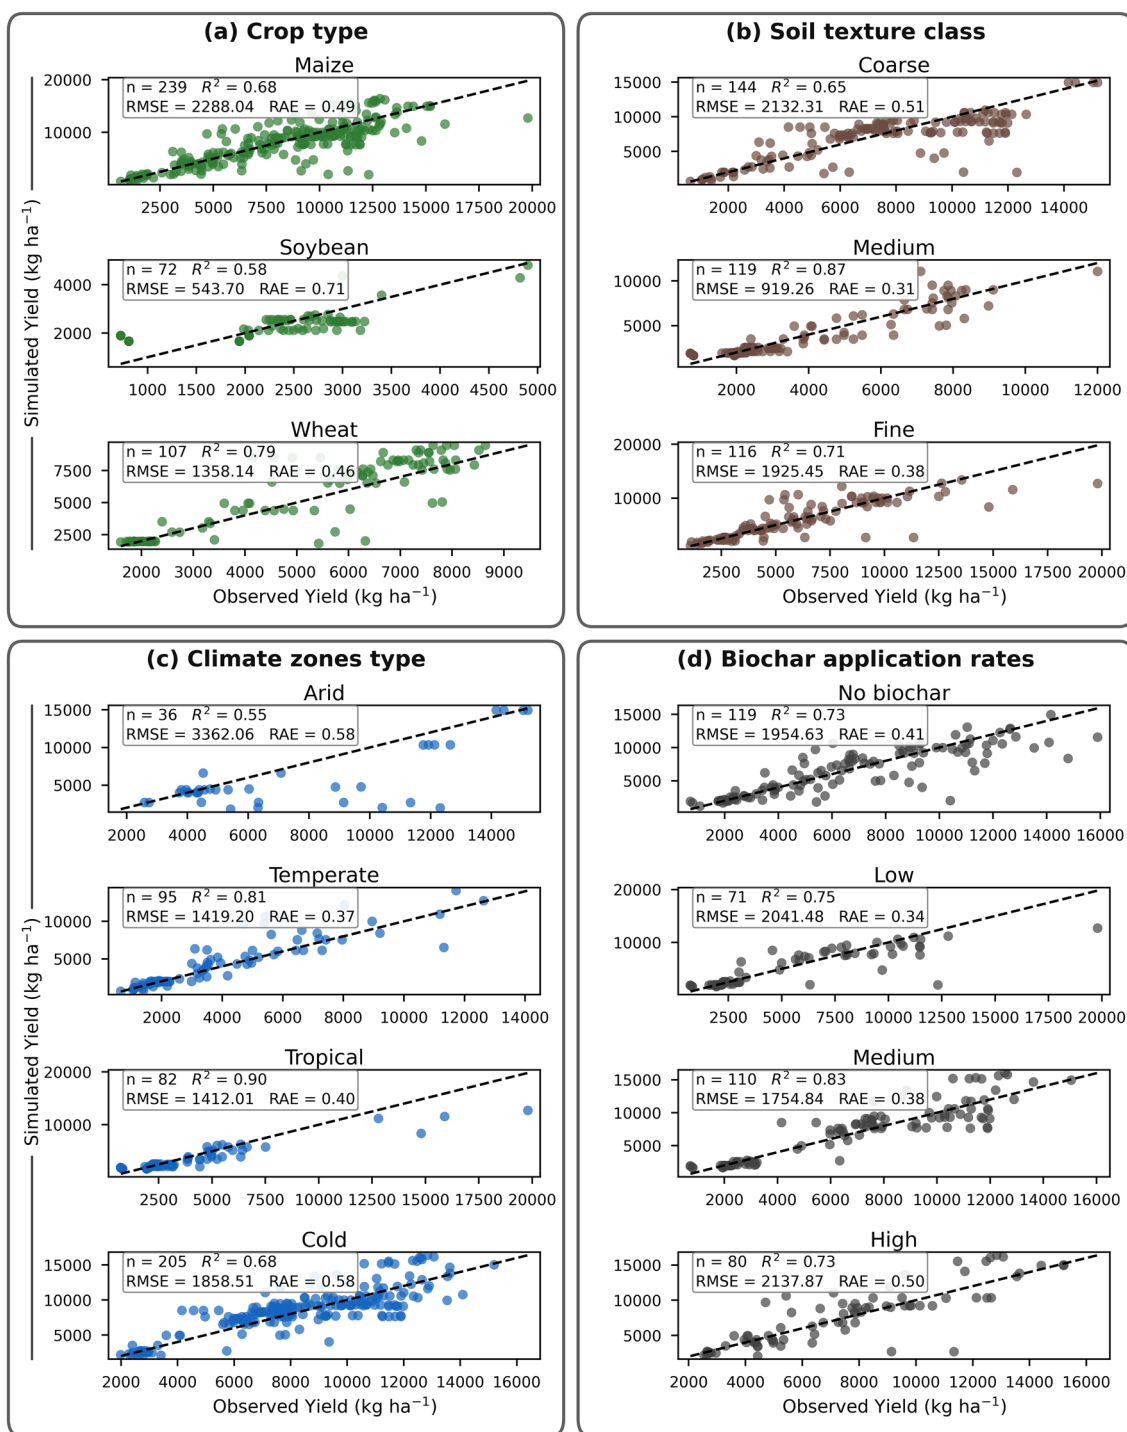 (a) Crop type
Maize
n = 239 R² = 0.68
RMSE = 2288.04 RAE = 0.49
20000
10000
2500 5000 7500 10000 12500 15000 17500 20000
Soybean
n = 72 R² = 0.58
RMSE = 543.70 RAE = 0.71
4000
2000
1000 1500 2000 2500 3000 3500 4000 4500 5000
Wheat
n = 107 R² = 0.79
RMSE = 1358.14 RAE = 0.46
7500
5000
2500
2000 3000 4000 5000 6000 7000 8000 9000
Observed Yield (kg ha⁻¹)
Simulated Yield (kg ha⁻¹)
(b) Soil texture class
Coarse
n = 144 R² = 0.65
RMSE = 2132.31 RAE = 0.51
15000
10000
5000
2000 4000 6000 8000 10000 12000 14000
Medium
n = 119 R² = 0.87
RMSE = 919.26 RAE = 0.31
10000
5000
2000 4000 6000 8000 10000 12000
Fine
n = 116 R² = 0.71
RMSE = 1925.45 RAE = 0.38
20000
10000
2500 5000 7500 10000 12500 15000 17500 20000
Observed Yield (kg ha⁻¹)
(c) Climate zones type
Arid
n = 36 R² = 0.55
RMSE = 3362.06 RAE = 0.58
15000
10000
5000
2000 4000 6000 8000 10000 12000 14000
Temperate
n = 95 R² = 0.81
RMSE = 1419.20 RAE = 0.37
10000
5000
2000 4000 6000 8000 10000 12000 14000
Tropical
n = 82 R² = 0.90
RMSE = 1412.01 RAE = 0.40
20000
10000
2500 5000 7500 10000 12500 15000 17500 20000
Cold
n = 205 R² = 0.68
RMSE = 1858.51 RAE = 0.58
15000
10000
5000
2000 4000 6000 8000 10000 12000 14000 16000
Observed Yield (kg ha⁻¹)
Simulated Yield (kg ha⁻¹)
(d) Biochar application rates
No biochar
n = 119 R² = 0.73
RMSE = 1954.63 RAE = 0.41
15000
10000
5000
2000 4000 6000 8000 10000 12000 14000 16000
Low
n = 71 R² = 0.75
RMSE = 2041.48 RAE = 0.34
20000
10000
2500 5000 7500 10000 12500 15000 17500 20000
Medium
n = 110 R² = 0.83
RMSE = 1754.84 RAE = 0.38
15000
10000
5000
2000 4000 6000 8000 10000 12000 14000 16000
High
n = 80 R² = 0.73
RMSE = 2137.87 RAE = 0.50
15000
10000
5000
2000 4000 6000 8000 10000 12000 14000 16000
Observed Yield (kg ha⁻¹)